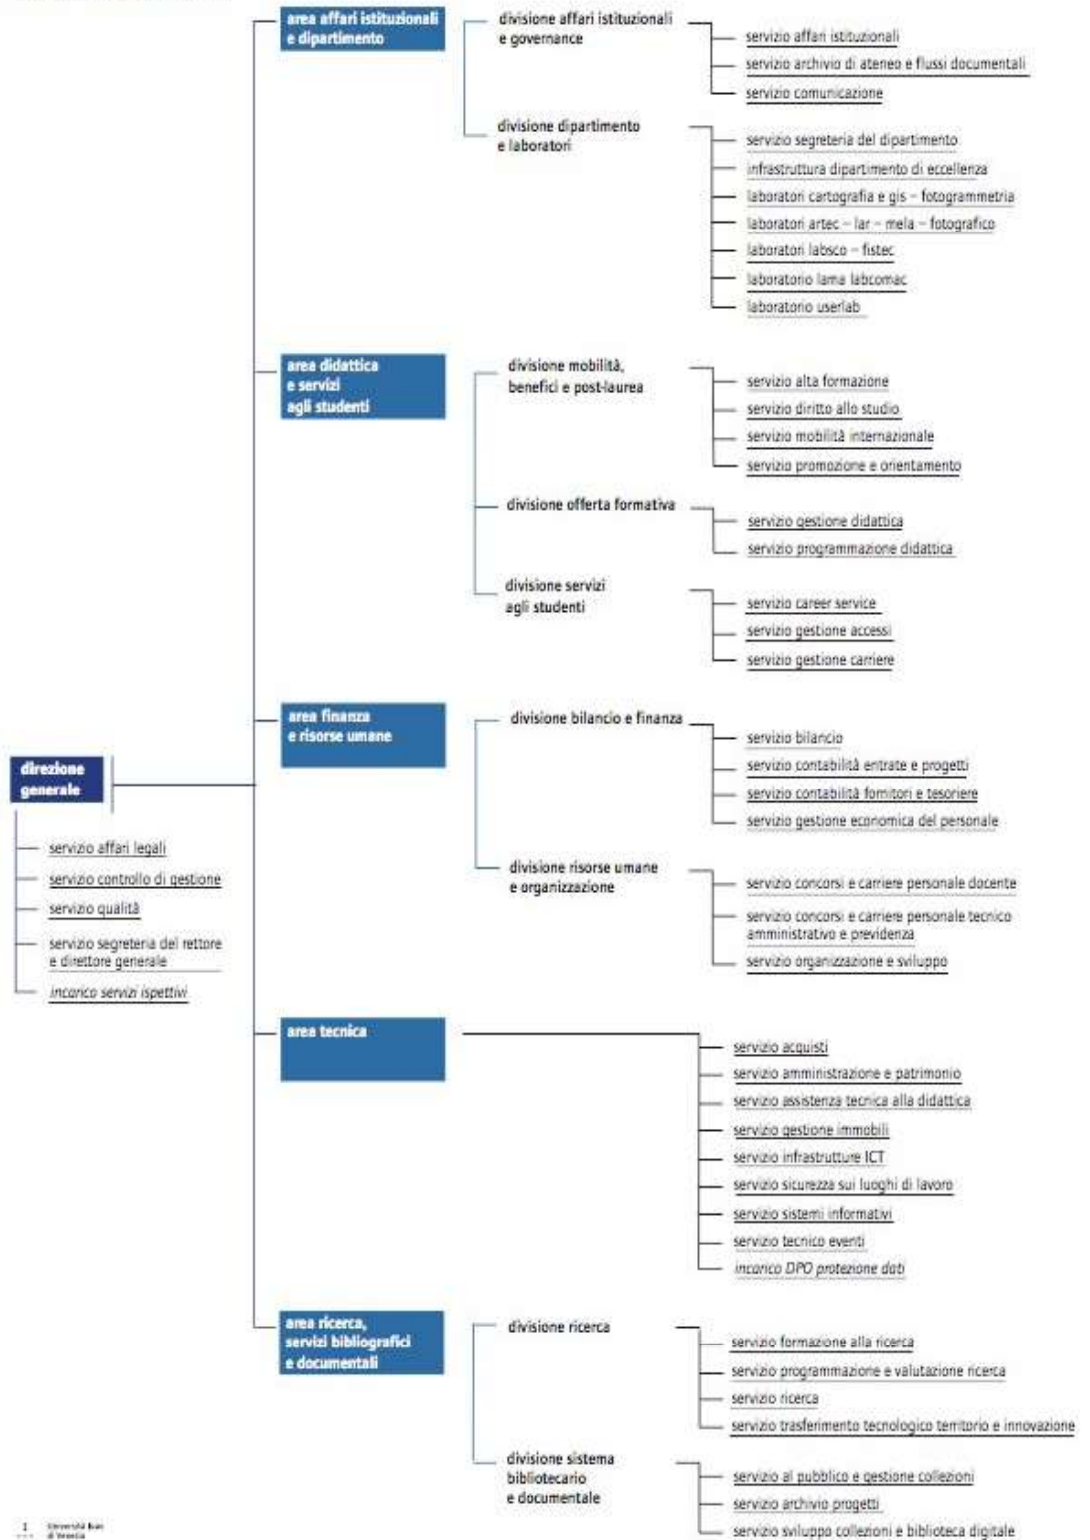 area affari istituzionali
e dipartimento
divisione affari istituzionali
e governance
servizio affari istituzionali
servizio archivio di ateneo e flussi documentali
servizio comunicazione
divisione dipartimento
e laboratori
servizio segreteria del dipartimento
infrastruttura dipartimento di eccellenza
laboratori cartografia e gis – fotogrammetria
laboratori artec – lar – mela – fotografico
laboratori labsco – fistec
laboratorio lama labcomac
laboratorio userlab
area didattica
e servizi
agli studenti
divisione mobilità,
benefici e post-laurea
servizio alta formazione
servizio diritto allo studio
servizio mobilità internazionale
servizio promozione e orientamento
divisione offerta formativa
servizio gestione didattica
servizio programmazione didattica
divisione servizi
agli studenti
servizio career service
servizio gestione accessi
servizio gestione carriere
area finanza
e risorse umane
divisione bilancio e finanza
servizio bilancio
servizio contabilità entrate e progetti
servizio contabilità fornitori e tesoriere
servizio gestione economica del personale
divisione risorse umane
e organizzazione
servizio concorsi e carriere personale docente
servizio concorsi e carriere personale tecnico
amministrativo e previdenza
servizio organizzazione e sviluppo
direzione
generale
servizio affari legali
servizio controllo di gestione
servizio qualità
servizio segreteria del rettore
e direttore generale
incarico servizi ispettivi
area tecnica
servizio acquisti
servizio amministrazione e patrimonio
servizio assistenza tecnica alla didattica
servizio gestione immobili
servizio infrastrutture ICT
servizio sicurezza sui luoghi di lavoro
servizio sistemi informativi
servizio tecnico eventi
incarico DPO protezione dati
area ricerca,
servizi bibliografici
e documentali
divisione ricerca
servizio formazione alla ricerca
servizio programmazione e valutazione ricerca
servizio ricerca
servizio trasferimento tecnologico territorio e innovazione
divisione sistema
bibliotecario
e documentale
servizio al pubblico e gestione collezioni
servizio archivio progetti
servizio sviluppo collezioni e biblioteca digitale
Università Iuav
di Venezia